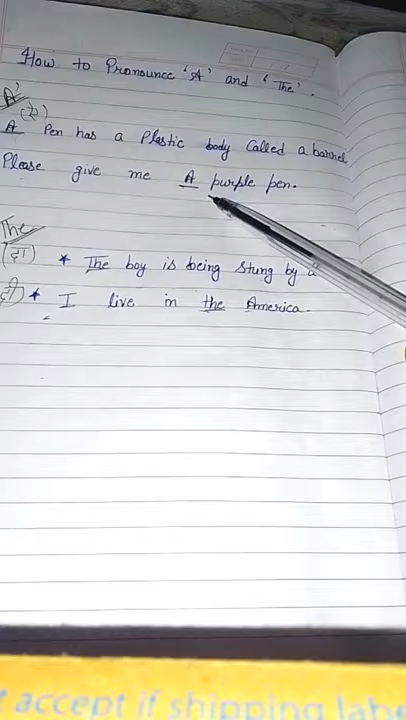 How to Pronounce 'A' and 'The'.
A'
A Pen has a Plastic body Called a barrel
Please give me A purple pen.
The
(दा) * The boy is being stung by a
(दी) * I live in the America.
t accept if shipping labe